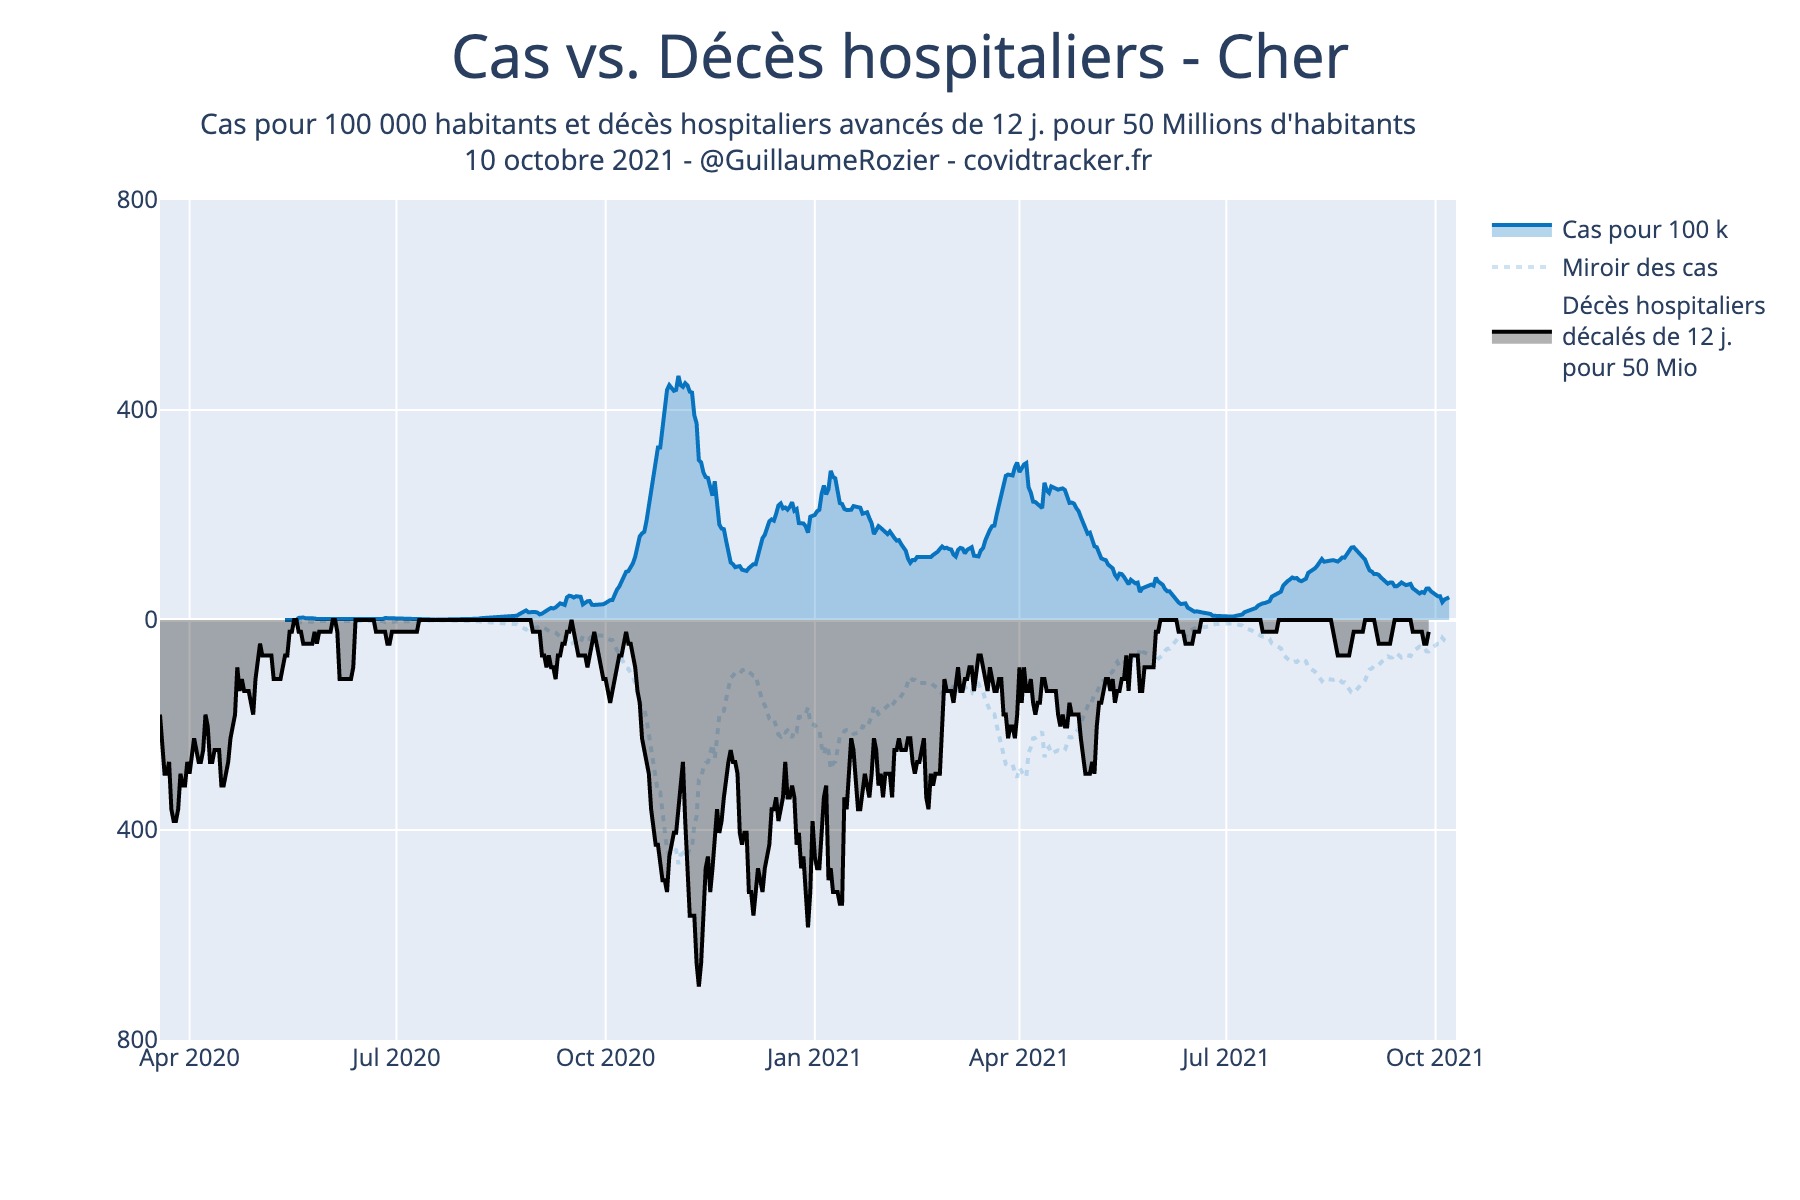 Cas vs. Décès hospitaliers - Cher
Cas pour 100 000 habitants et décès hospitaliers avancés de 12 j. pour 50 Millions d'habitants
10 octobre 2021 - @GuillaumeRozier - covidtracker.fr
800
400
0
400
800
Apr 2020
Jul 2020
Oct 2020
Jan 2021
Apr 2021
Jul 2021
Oct 2021
Cas pour 100 k
Miroir des cas
Décès hospitaliers
décalés de 12 j.
pour 50 Mio